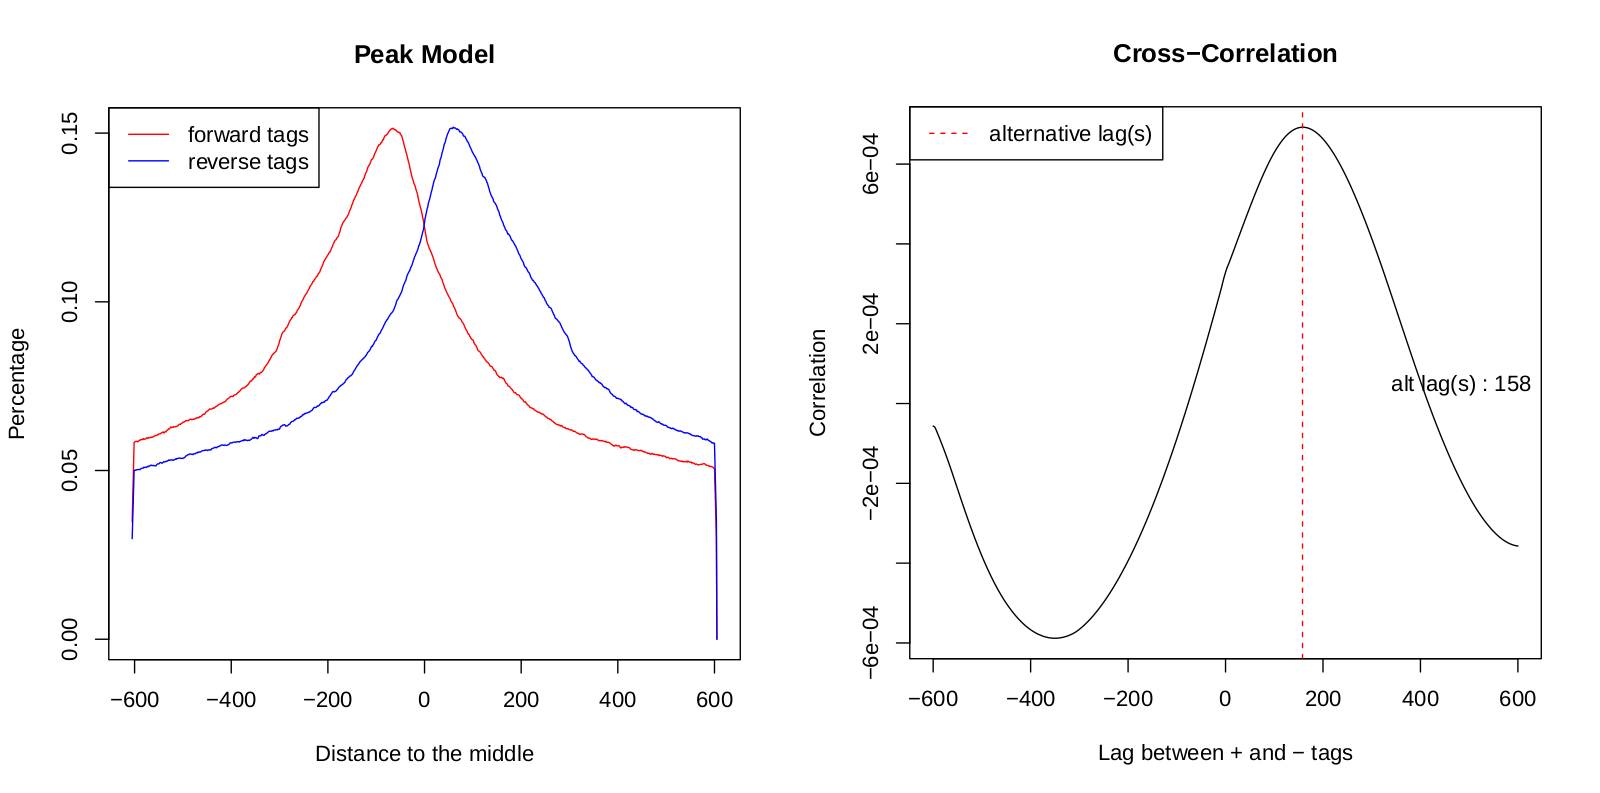 Peak Model
forward tags
reverse tags
Percentage
0.15
0.10
0.05
0.00
−600 −400 −200 0 200 400 600
Distance to the middle
Cross−Correlation
alternative lag(s)
Correlation
6e−04
2e−04
−2e−04
−6e−04
alt lag(s) : 158
−600 −400 −200 0 200 400 600
Lag between + and − tags